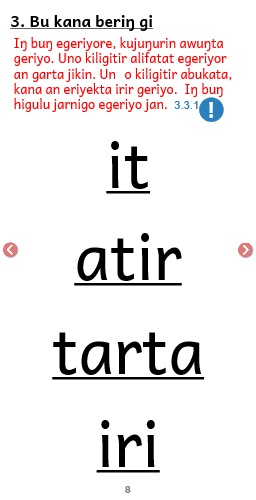 3. Bu kana beriŋ gi
Iŋ buŋ egeriyore, kujuŋurin awuŋta
geriyo. Uno kiligitir alifatat egeriyor
an garta jikin. Un o kiligitir abukata,
kana an eriyekta irir geriyo. Iŋ buŋ
higulu jarnigo egeriyo jan. 3.3.1 !
it
atir
tarta
iri
8